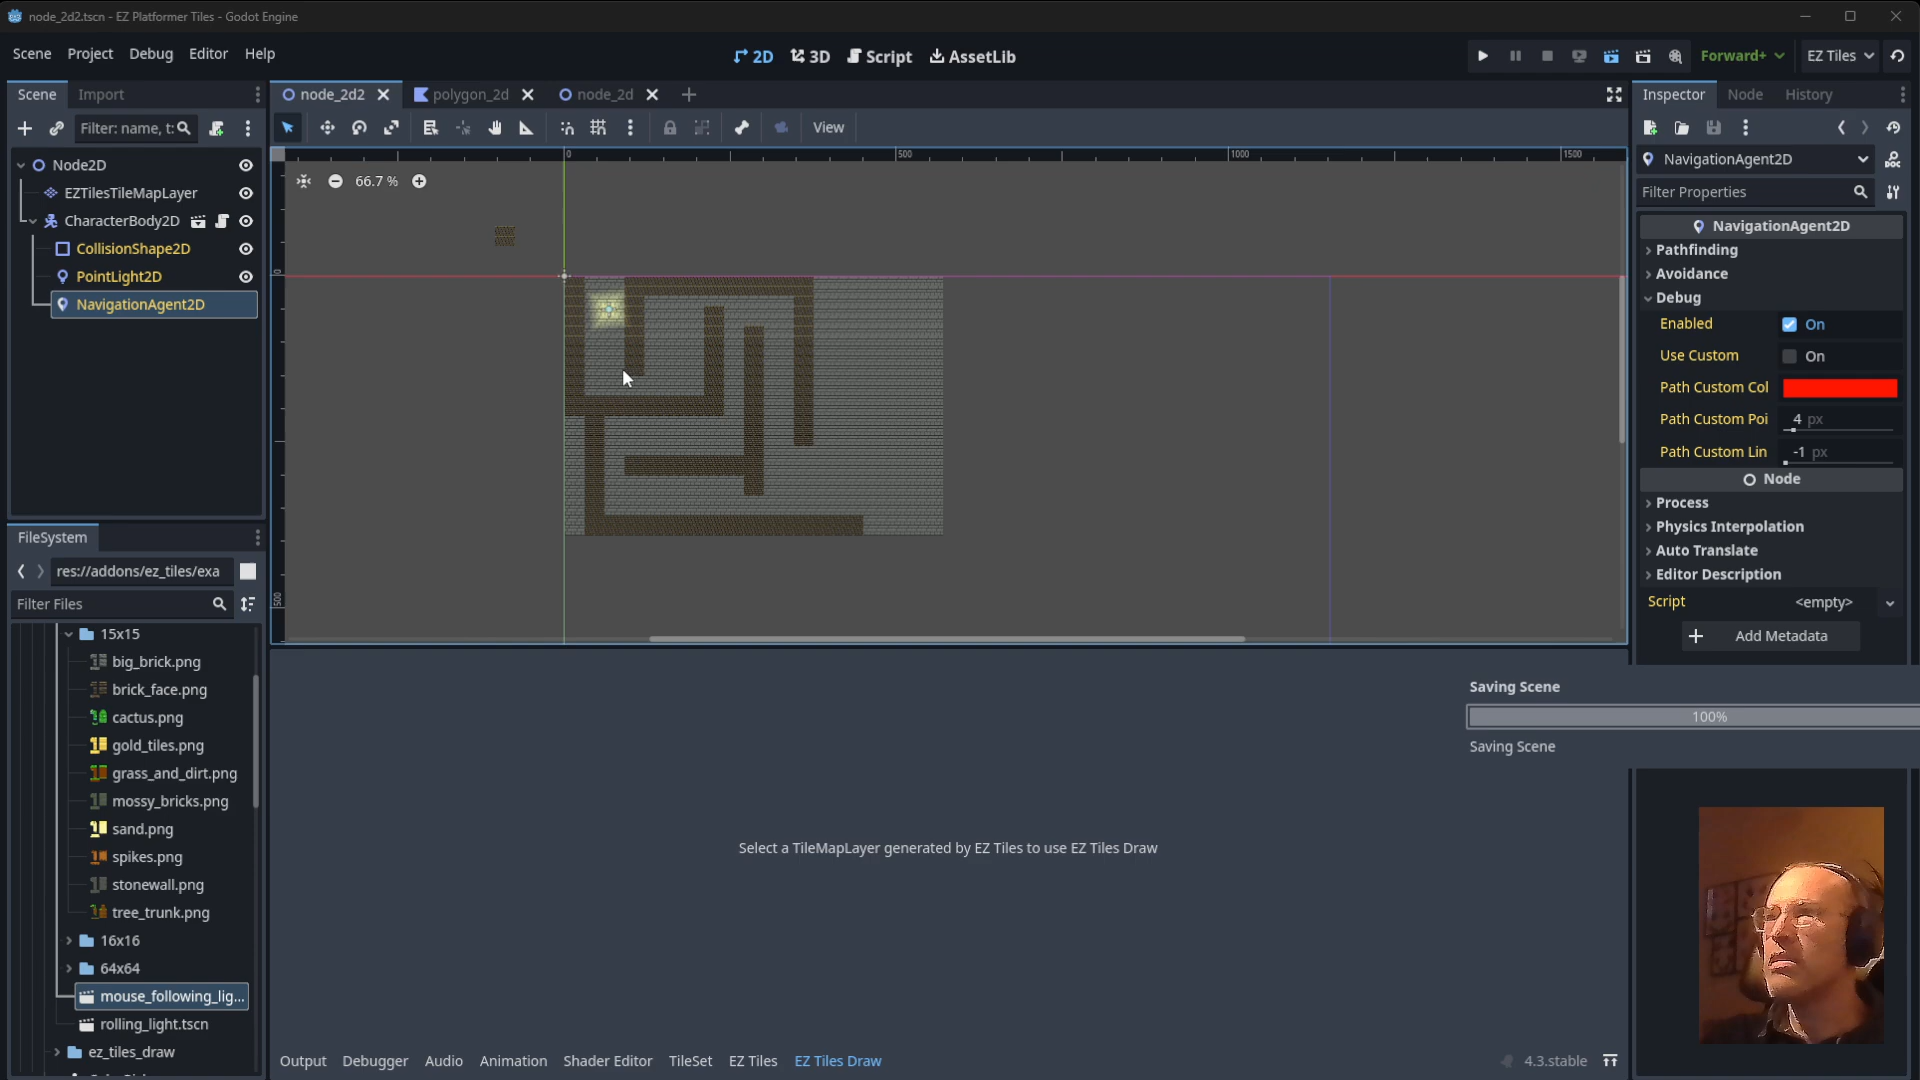 node_2d2.tscn - EZ Platformer Tiles - Godot Engine
Scene Project Debug Editor Help
2D 3D Script AssetLib
Forward+ EZ Tiles
Scene Import
node_2d2 polygon_2d node_2d
Inspector Node History
Filter: name, t:
View
Node2D
EZTilesTileMapLayer
CharacterBody2D
CollisionShape2D
PointLight2D
NavigationAgent2D
0 500 1000 1500
66.7 %
0
500
NavigationAgent2D
Filter Properties
NavigationAgent2D
Pathfinding
Avoidance
Debug
Enabled On
Use Custom On
Path Custom Col
Path Custom Poi 4 px
Path Custom Lin -1 px
Node
Process
Physics Interpolation
Auto Translate
Editor Description
Script <empty>
Add Metadata
FileSystem
res://addons/ez_tiles/exa
Filter Files
15x15
big_brick.png
brick_face.png
cactus.png
gold_tiles.png
grass_and_dirt.png
mossy_bricks.png
sand.png
spikes.png
stonewall.png
tree_trunk.png
16x16
64x64
mouse_following_lig...
rolling_light.tscn
ez_tiles_draw
Saving Scene
100%
Saving Scene
Select a TileMapLayer generated by EZ Tiles to use EZ Tiles Draw
Output Debugger Audio Animation Shader Editor TileSet EZ Tiles EZ Tiles Draw
4.3.stable